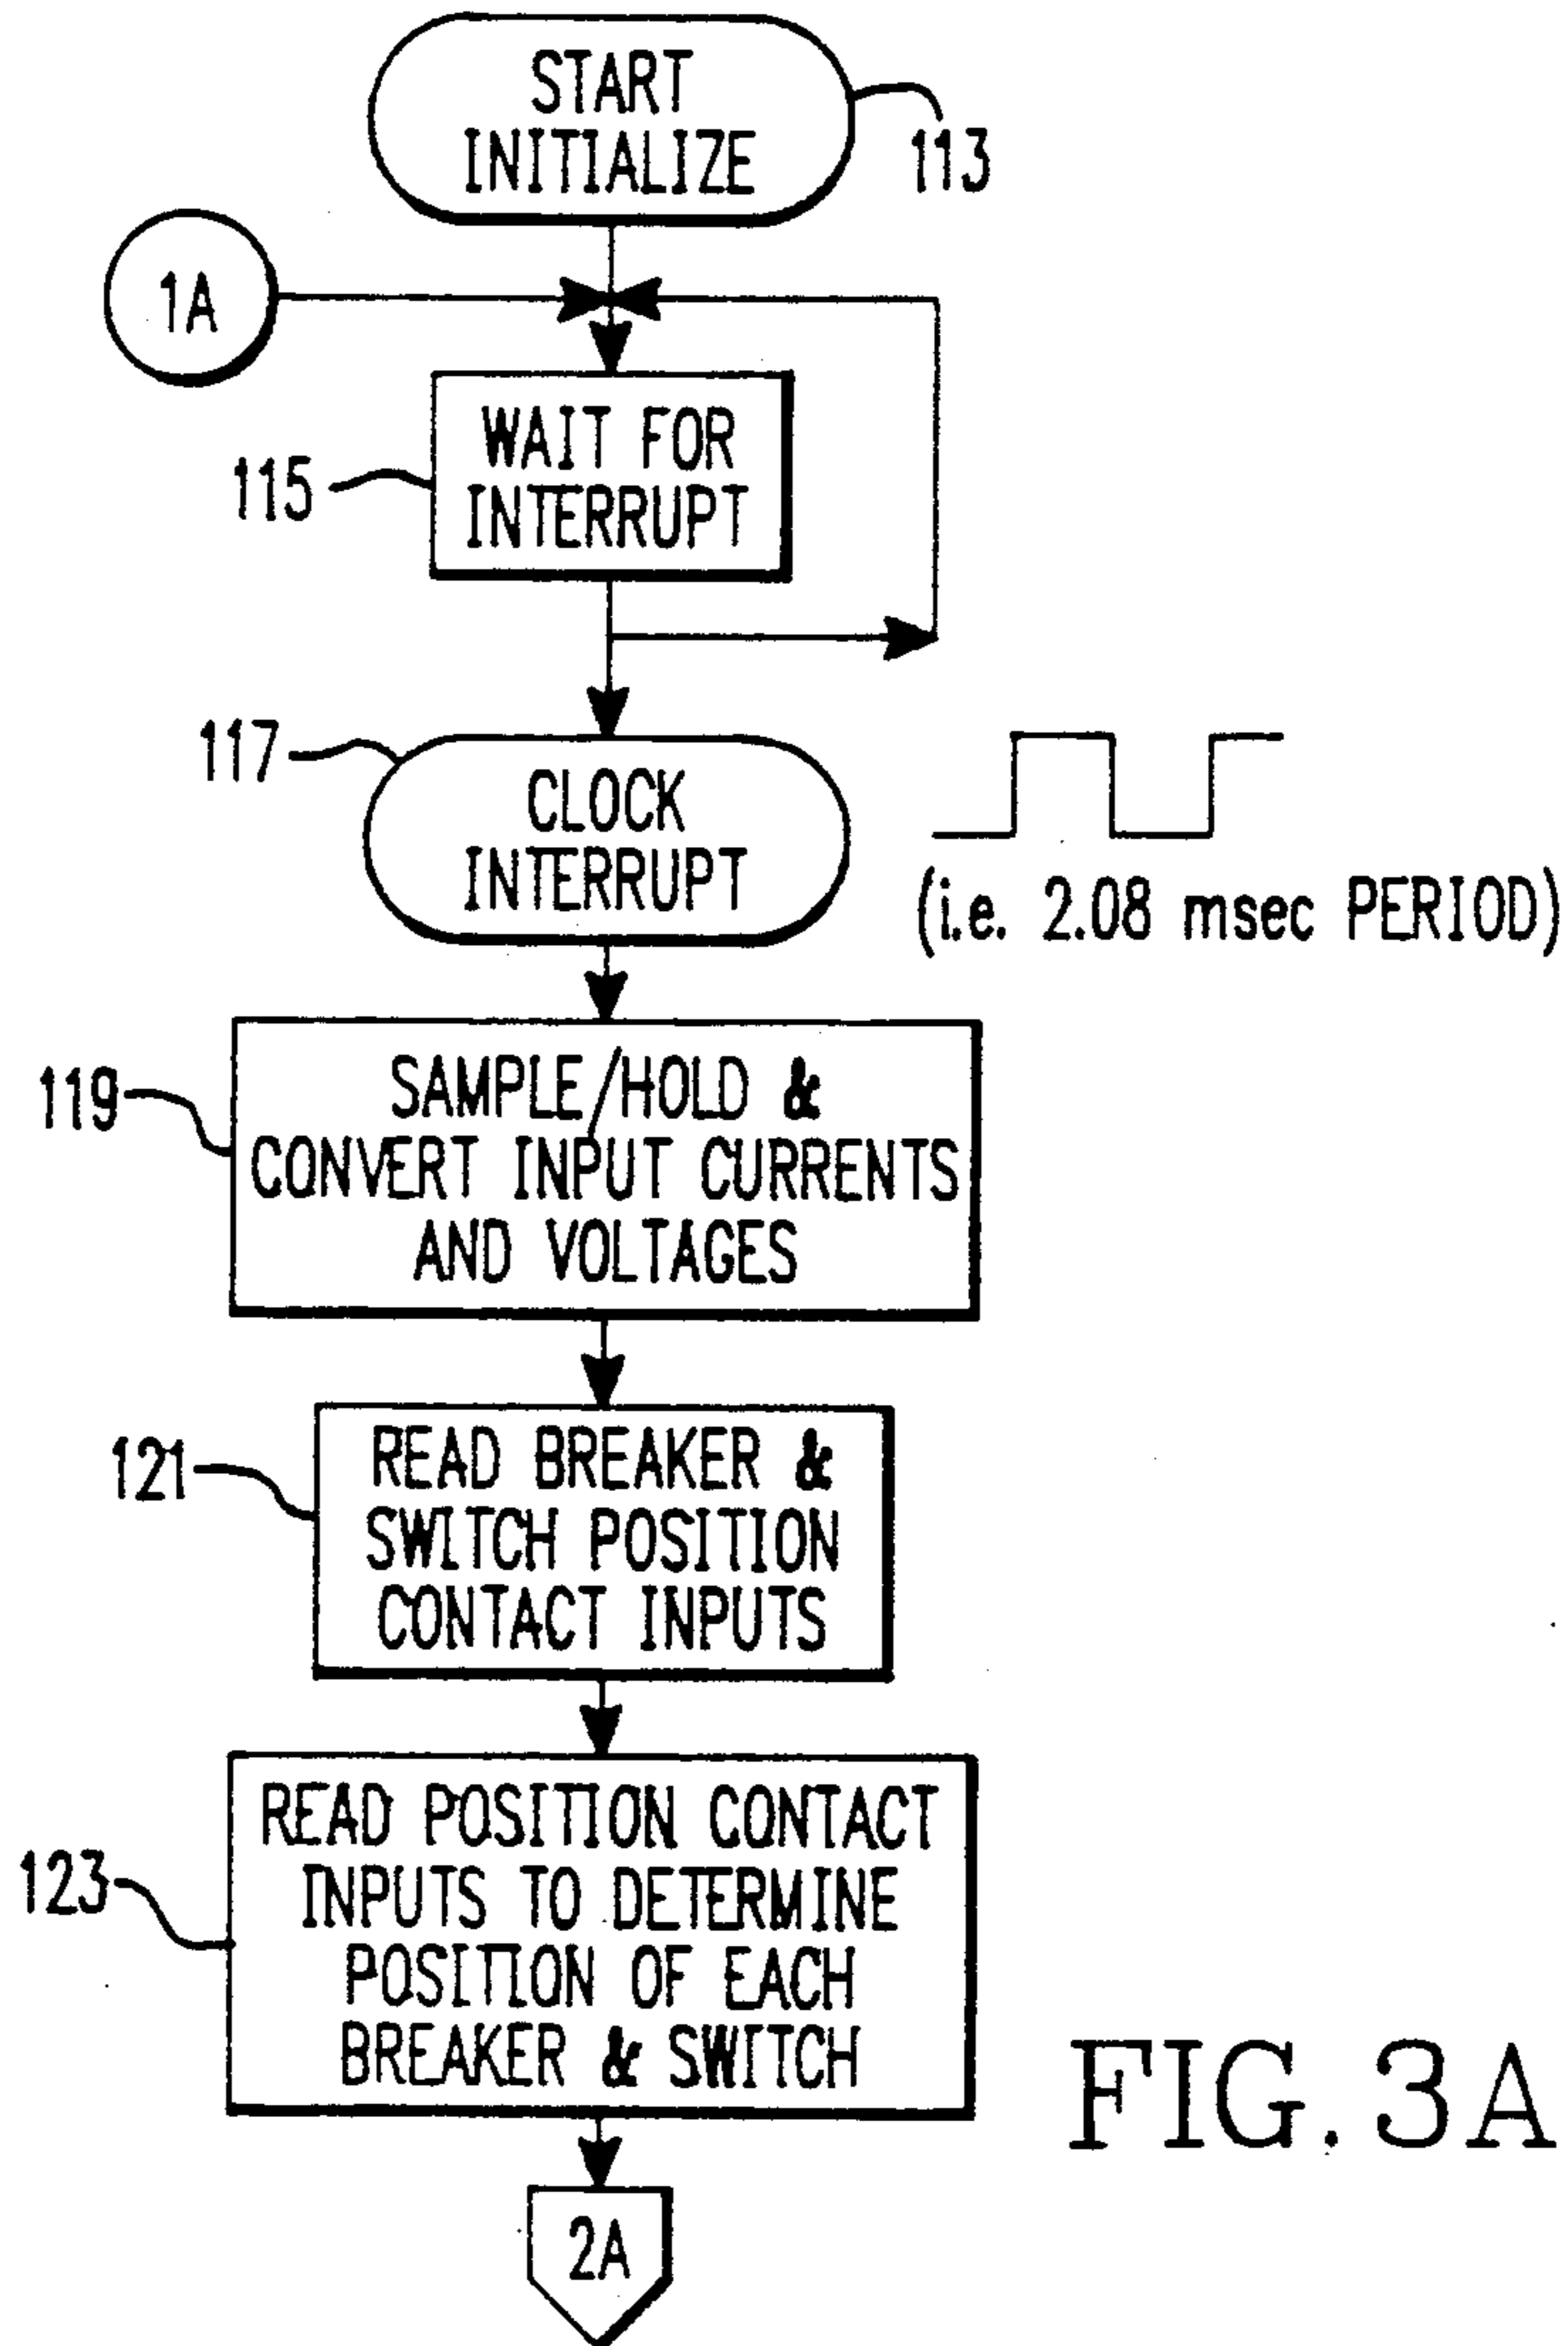 START
INITIALIZE
113
1A
WAIT FOR
INTERRUPT
115
117
CLOCK
INTERRUPT
(i.e. 2.08 msec PERIOD)
119
SAMPLE/HOLD &
CONVERT INPUT CURRENTS
AND VOLTAGES
121
READ BREAKER &
SWITCH POSITION
CONTACT INPUTS
123
READ POSITION CONTACT
INPUTS TO DETERMINE
POSITION OF EACH
BREAKER & SWITCH
FIG. 3A
2A